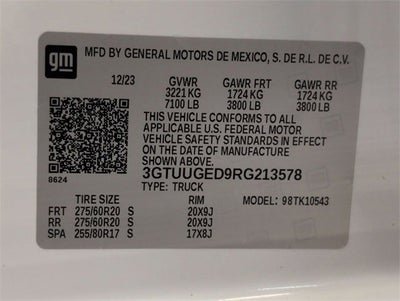 gm
MFD BY GENERAL MOTORS DE MEXICO, S. DE R.L. DE C.V.
12/23 GVWR GAWR FRT GAWR RR
3221 KG 1724 KG 1724 KG
7100 LB 3800 LB 3800 LB
THIS VEHICLE CONFORMS TO ALL
APPLICABLE U.S. FEDERAL MOTOR
VEHICLE SAFETY STANDARDS IN EFFECT
ON THE DATE OF MANUFACTURE
SHOWN ABOVE.
3GTUUGED9RG213578
8624 TYPE: TRUCK
TIRE SIZE RIM MODEL: 98TK10543
FRT 275/60R20 S 20X9J
RR 275/60R20 S 20X9J
SPA 255/80R17 S 17X8J